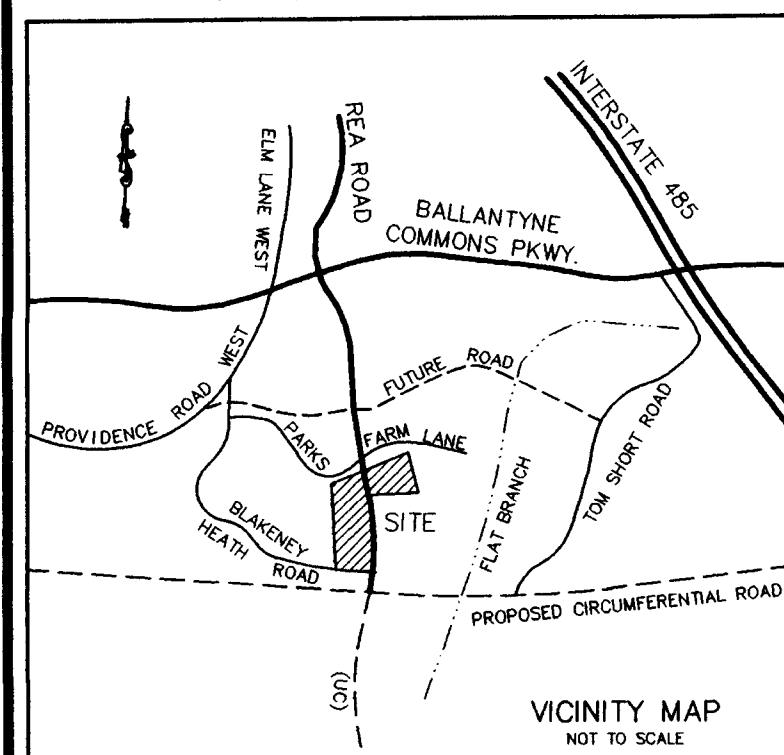 INTERSTATE 485
REA ROAD
ELM LANE WEST
BALLANTYNE
COMMONS PKWY.
PROVIDENCE ROAD WEST
FUTURE ROAD
PARKS FARM LANE
TOM SHORT ROAD
BLAKENEY
HEATH ROAD
SITE
FLAT BRANCH
PROPOSED CIRCUMFERENTIAL ROAD
(UC)
VICINITY MAP
NOT TO SCALE